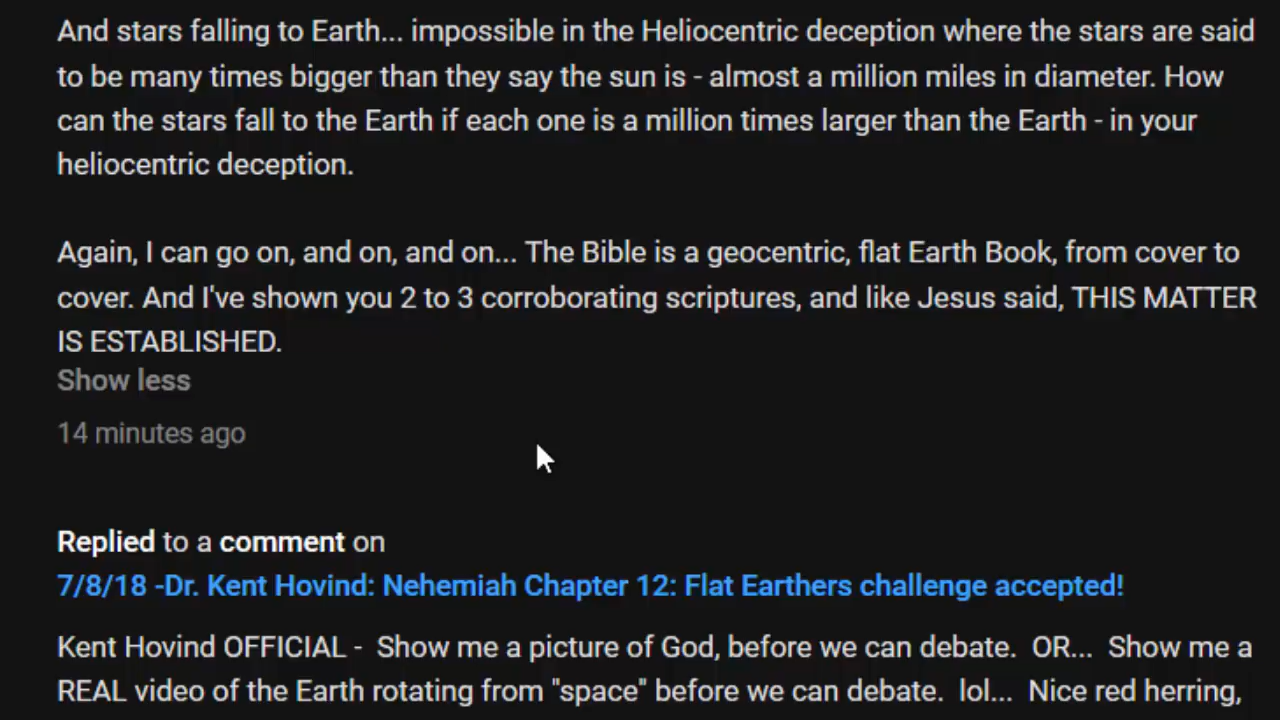 And stars falling to Earth... impossible in the Heliocentric deception where the stars are said
to be many times bigger than they say the sun is - almost a million miles in diameter. How
can the stars fall to the Earth if each one is a million times larger than the Earth - in your
heliocentric deception.
Again, I can go on, and on, and on... The Bible is a geocentric, flat Earth Book, from cover to
cover. And I've shown you 2 to 3 corroborating scriptures, and like Jesus said, THIS MATTER
IS ESTABLISHED.
Show less
14 minutes ago
Replied to a comment on
7/8/18 -Dr. Kent Hovind: Nehemiah Chapter 12: Flat Earthers challenge accepted!
Kent Hovind OFFICIAL -  Show me a picture of God, before we can debate.  OR...  Show me a
REAL video of the Earth rotating from "space" before we can debate.  lol...  Nice red herring,